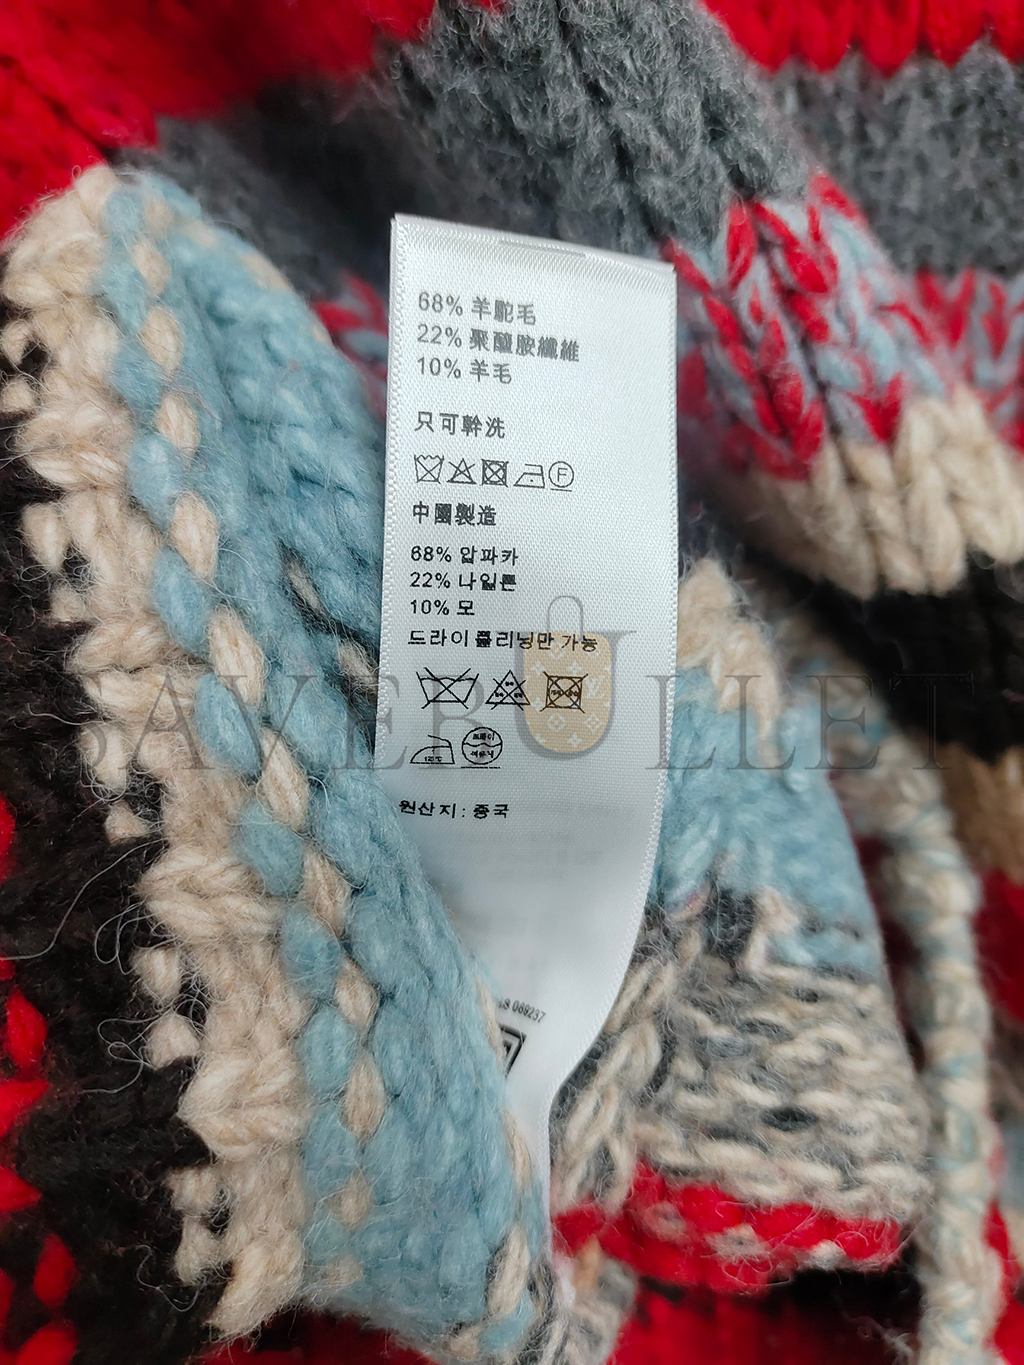 68% 羊駝毛
22% 聚醯胺纖維
10% 羊毛
只可幹洗
F
中國製造
68% 알파카
22% 나일론
10% 모
드라이 클리닝만 가능
원산지 : 중국
069237
SAVEBULLET